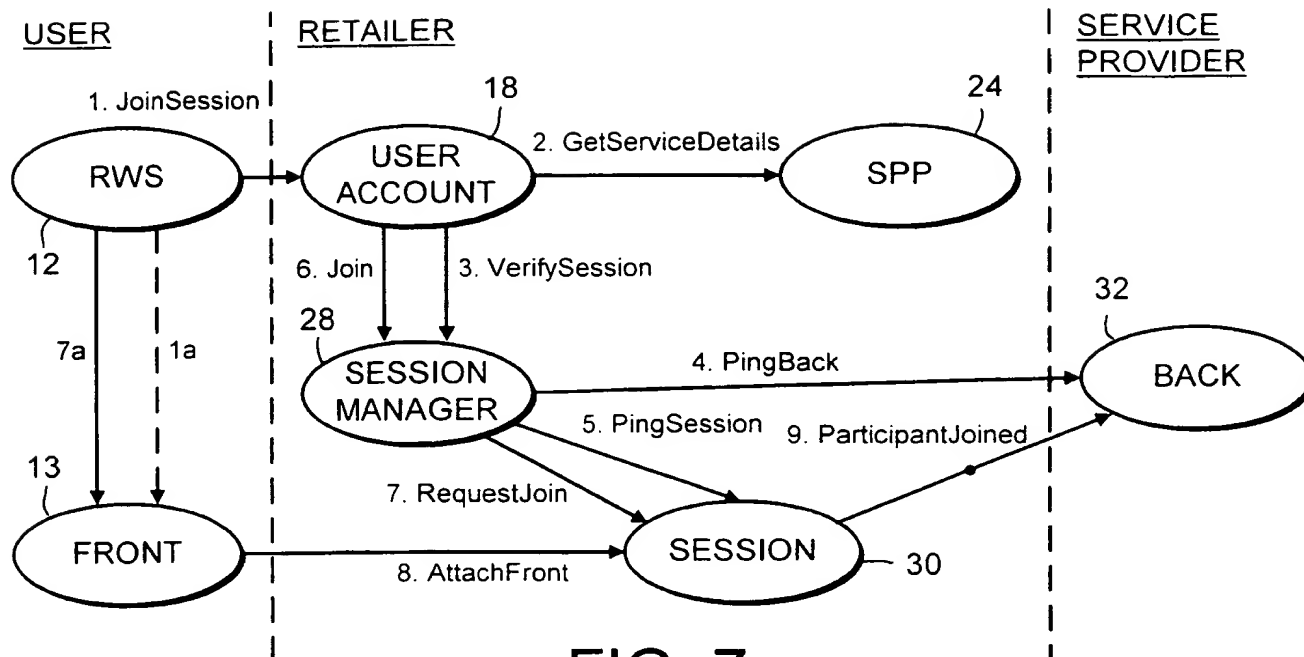 USER
RETAILER
SERVICE
PROVIDER
1. JoinSession
18
24
RWS
USER
ACCOUNT
2. GetServiceDetails
SPP
12
6. Join
3. VerifySession
28
32
7a
1a
SESSION
MANAGER
4. PingBack
BACK
5. PingSession
9. ParticipantJoined
13
7. RequestJoin
FRONT
8. AttachFront
SESSION
30
FIG. 7